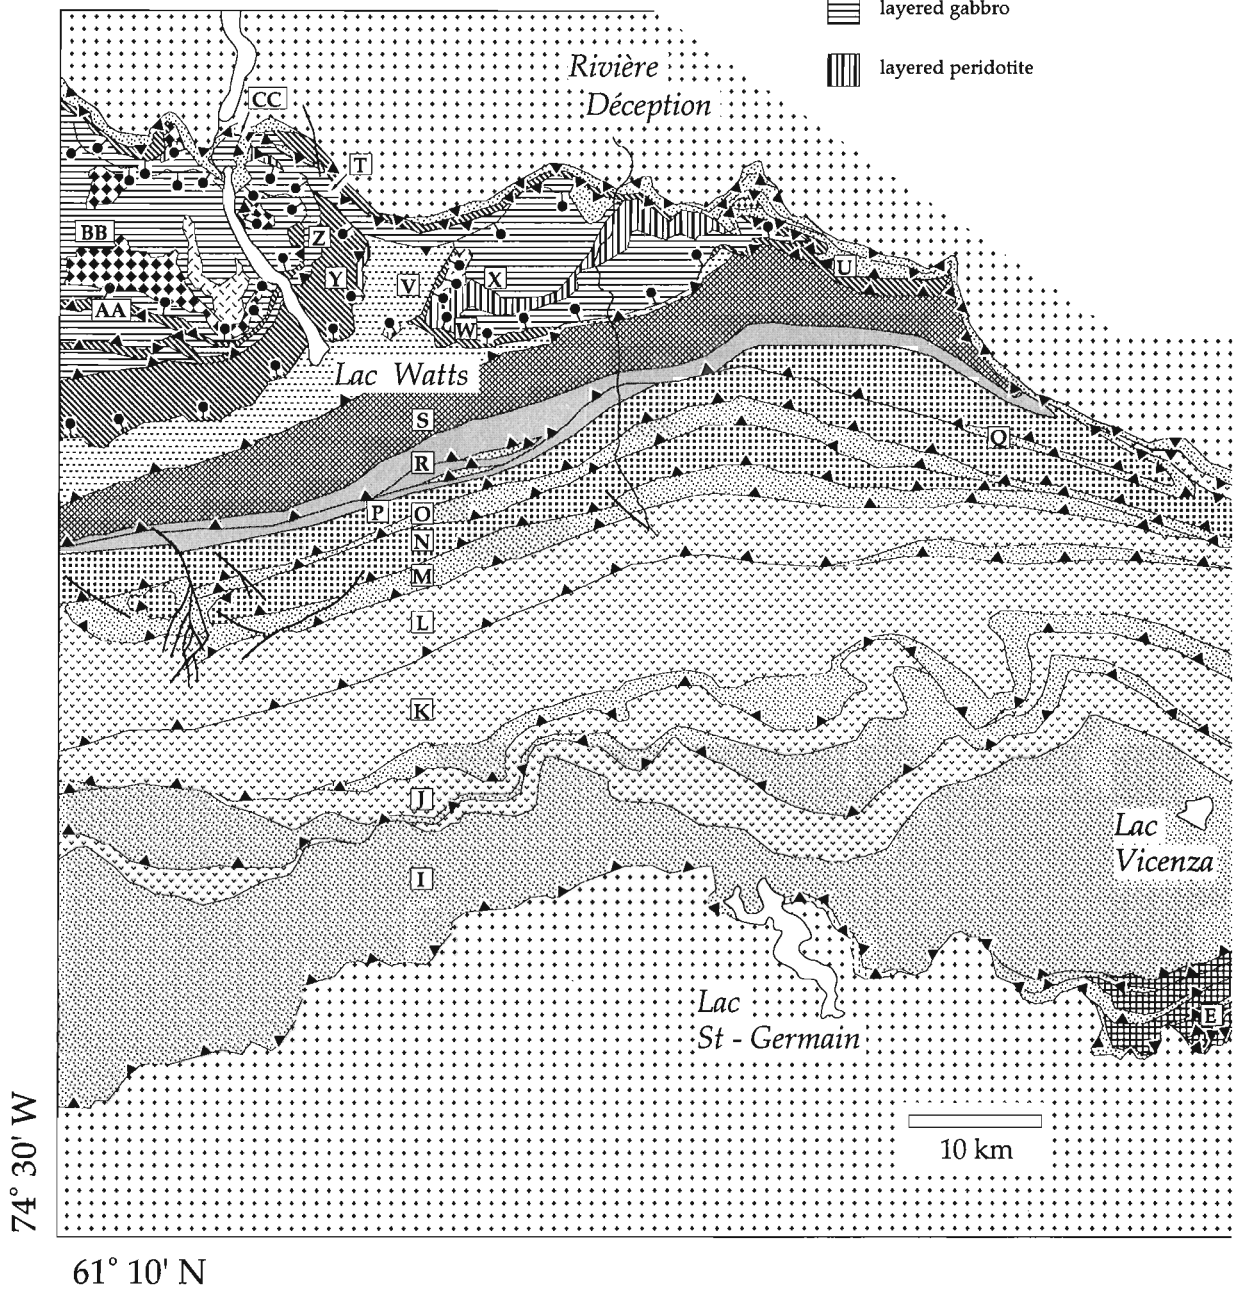 layered gabbro
layered peridotite
Rivière
Déception
CC
T
BB
Z
Y
V
X
U
AA
W
Lac Watts
S
Q
R
P
O
N
M
L
K
J
I
Lac
Vicenza
Lac
St - Germain
E
10 km
74° 30' W
61° 10' N